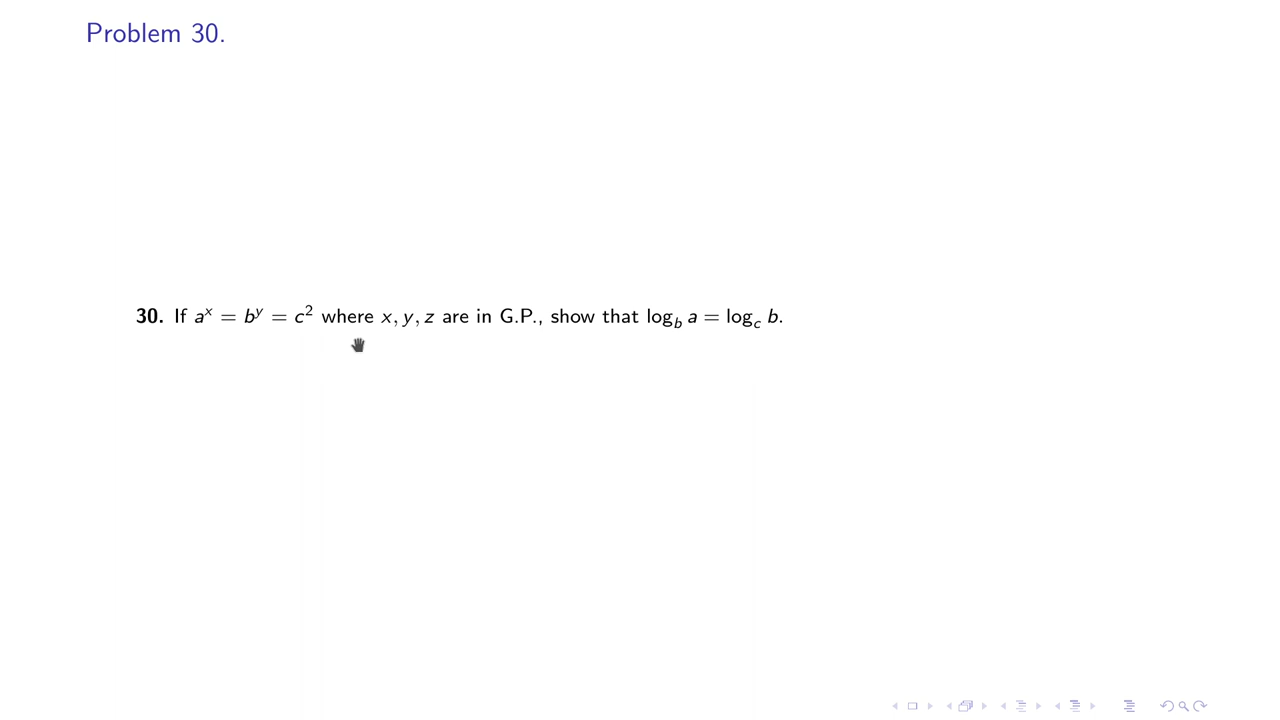 Problem 30.
30. If aˣ = bʸ = c² where x, y, z are in G.P., show that log_b a = log_c b.